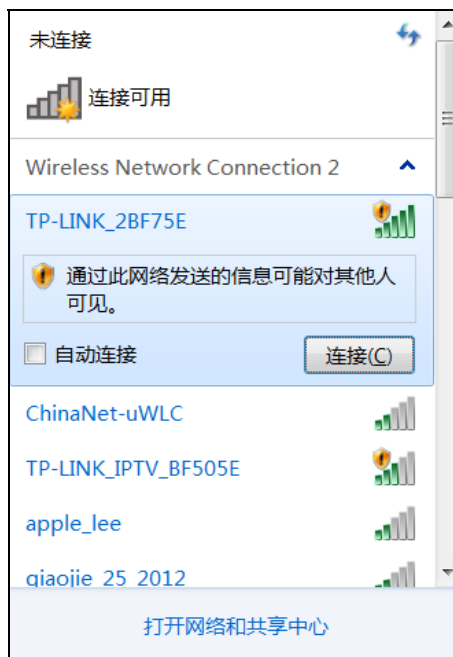 未连接
连接可用
Wireless Network Connection 2
TP-LINK_2BF75E
通过此网络发送的信息可能对其他人
可见。
自动连接
连接(C)
ChinaNet-uWLC
TP-LINK_IPTV_BF505E
apple_lee
qiaojie_25_2012
打开网络和共享中心